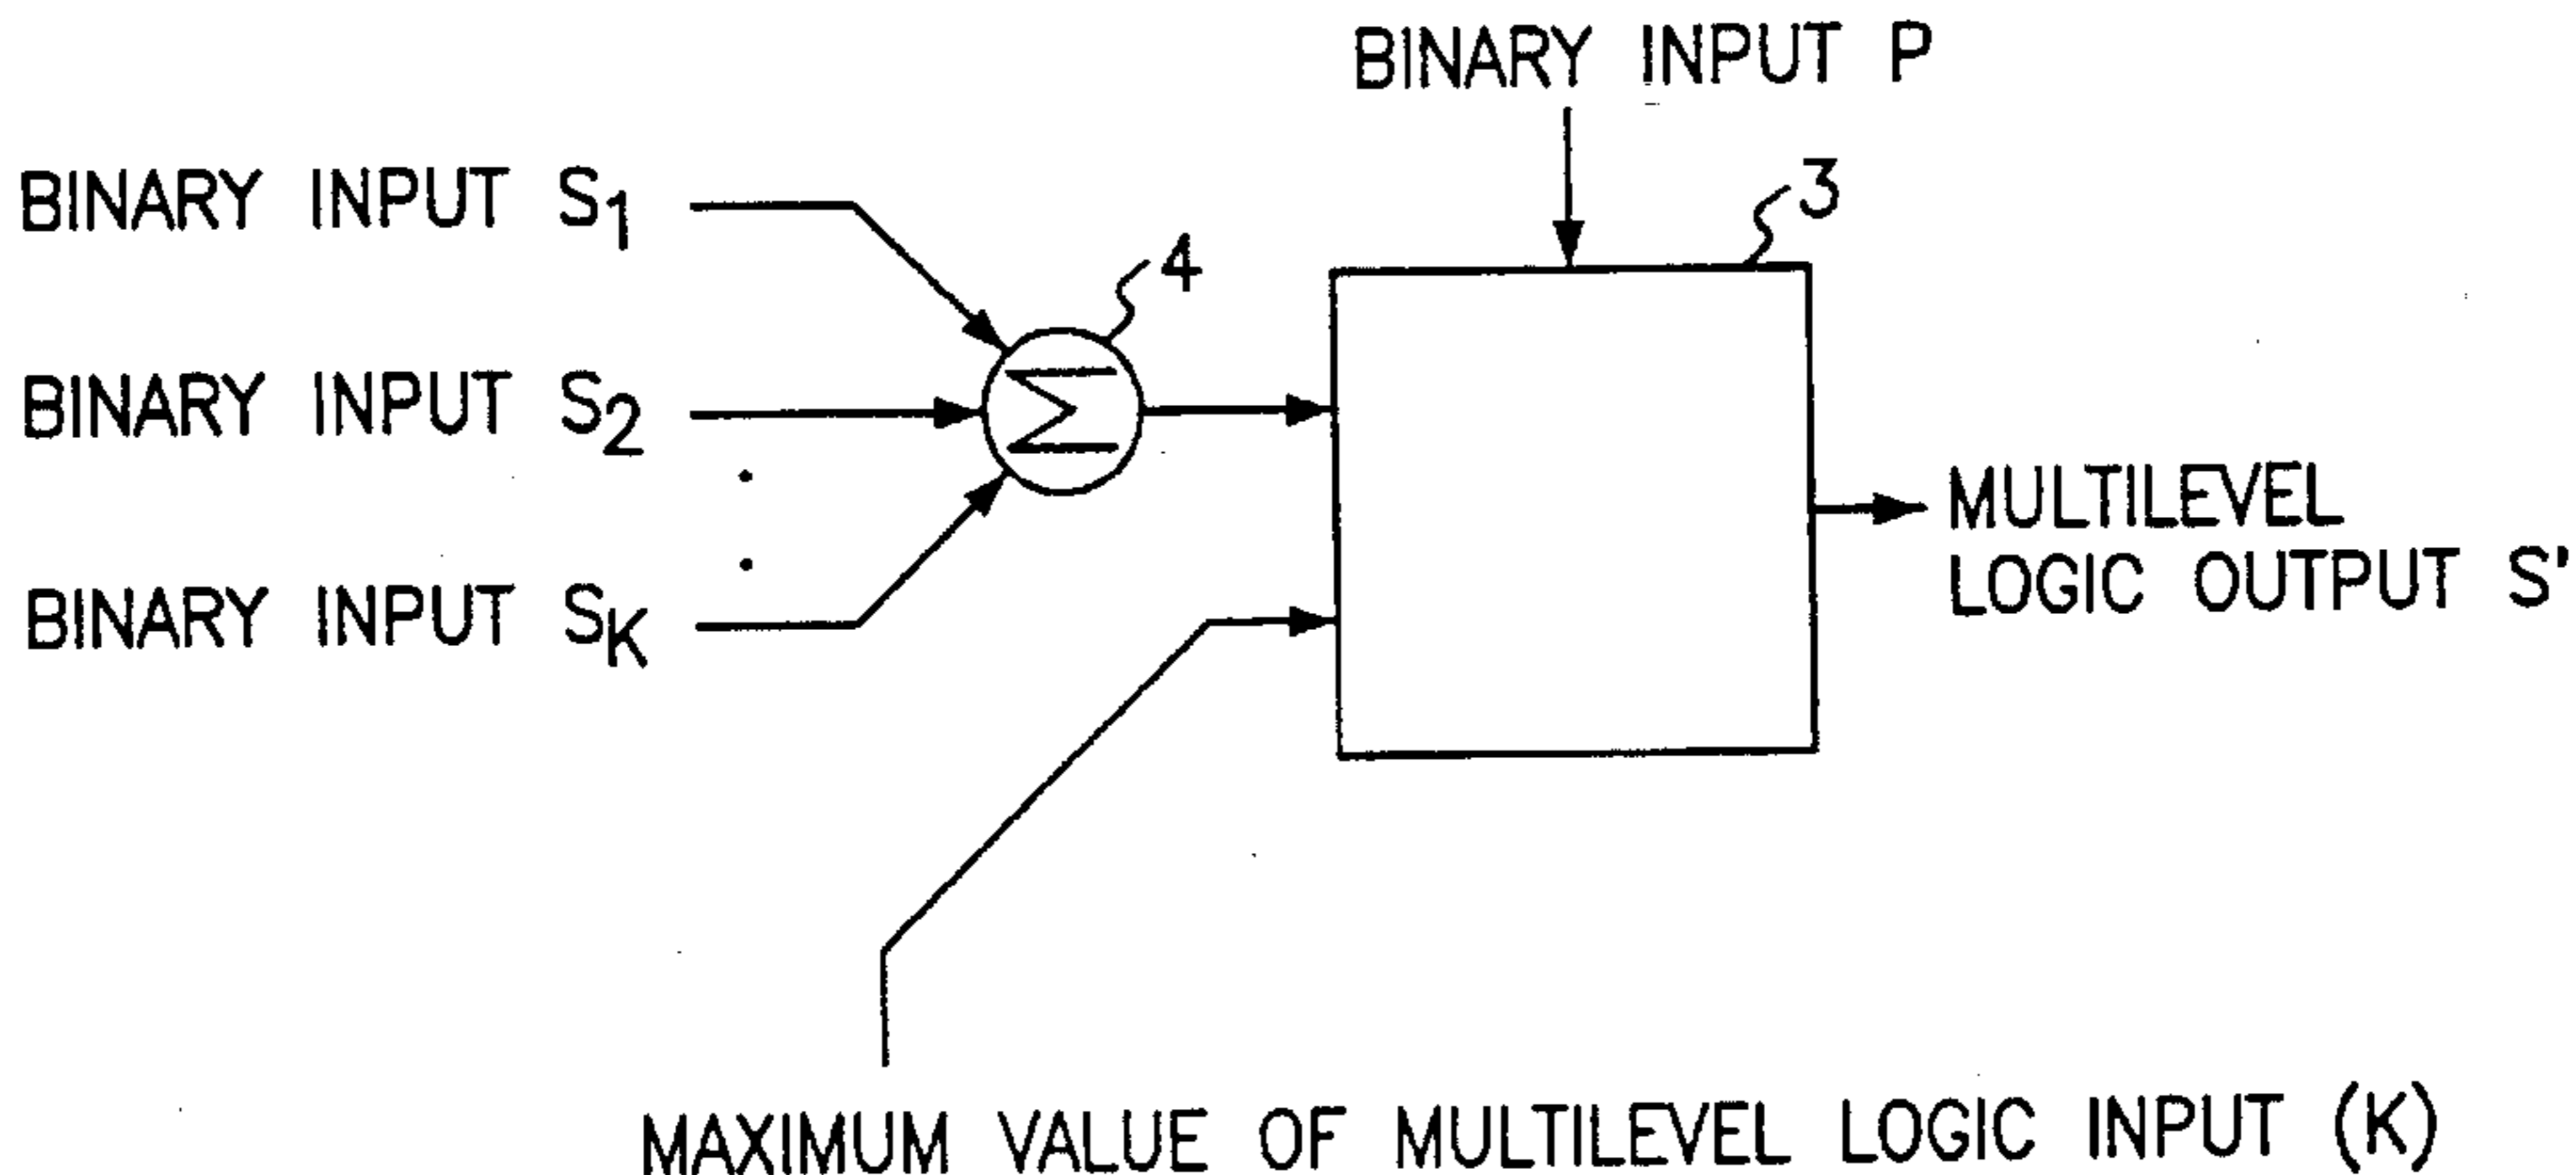 BINARY INPUT P
3
BINARY INPUT S1
4
BINARY INPUT S2
Σ
BINARY INPUT SK
MULTILEVEL
LOGIC OUTPUT S'
MAXIMUM VALUE OF MULTILEVEL LOGIC INPUT (K)